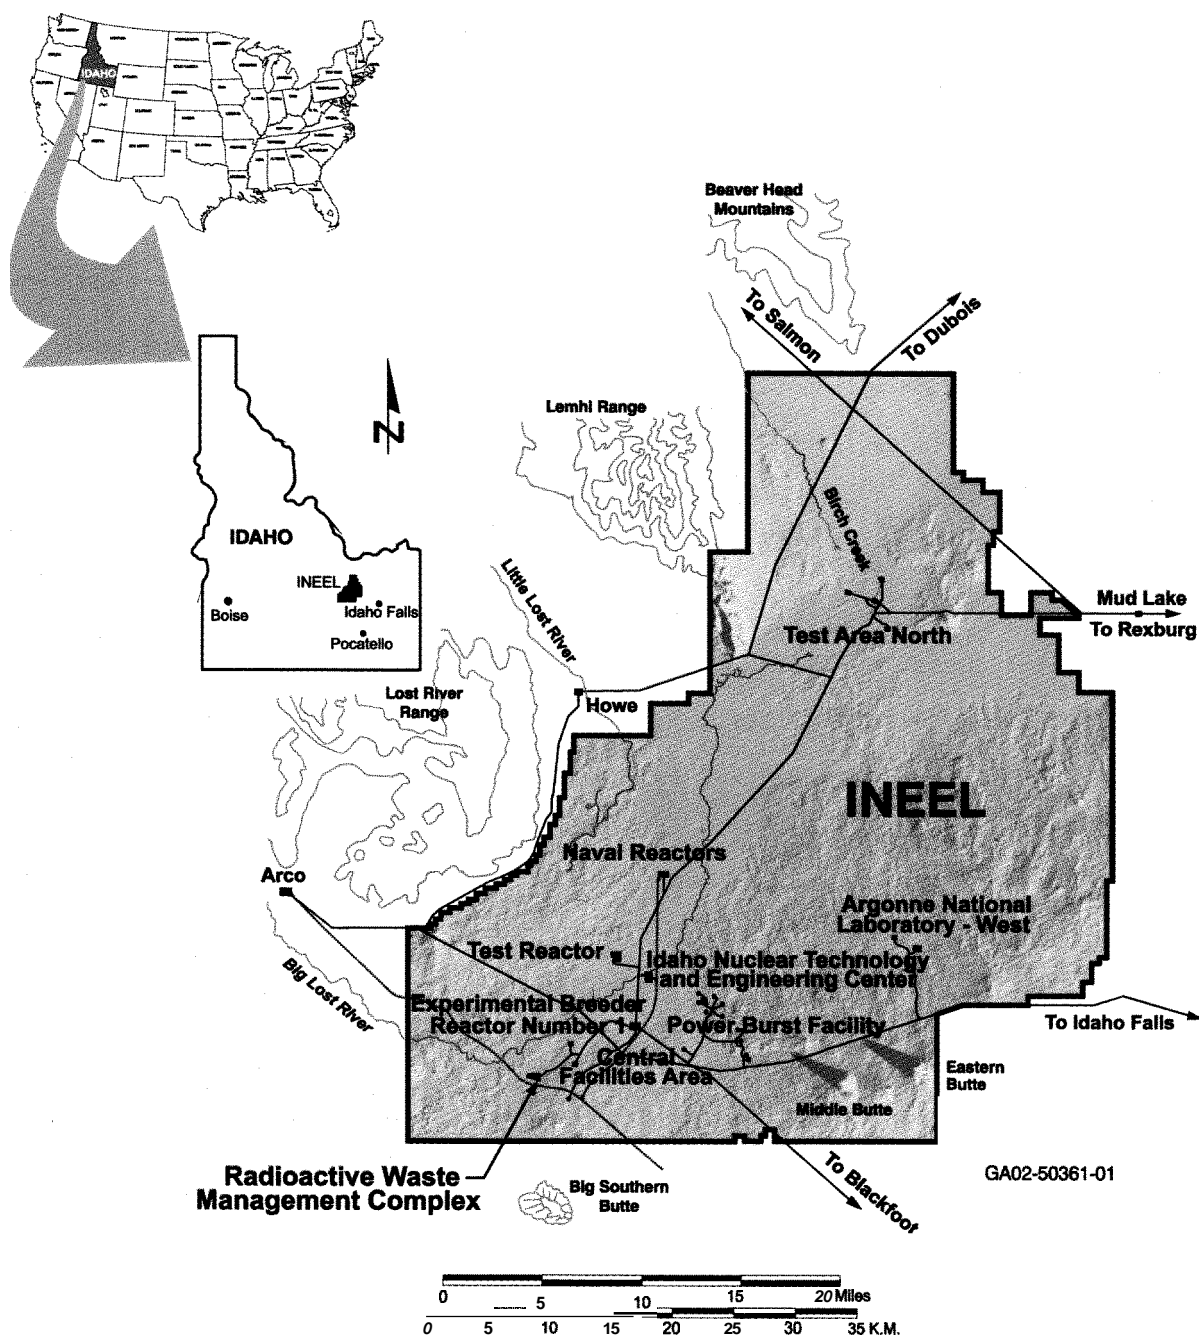 IDAHO
Beaver Head
Mountains
To Salmon
To Dubois
Lemhi Range
N
Birch Creek
IDAHO
INEEL
Boise
Idaho Falls
Pocatello
Little Lost River
Mud Lake
To Rexburg
Test Area North
Lost River
Range
Howe
INEEL
Naval Reactors
Arco
Argonne National
Laboratory - West
Test Reactor
Idaho Nuclear Technology
and Engineering Center
Big Lost River
Experimental Breeder
Reactor Number 1
Power Burst Facility
To Idaho Falls
Central
Facilities Area
Eastern
Butte
Middle Butte
Radioactive Waste
Management Complex
To Blackfoot
GA02-50361-01
Big Southern
Butte
0 5 10 15 20 Miles
0 5 10 15 20 25 30 35 K.M.